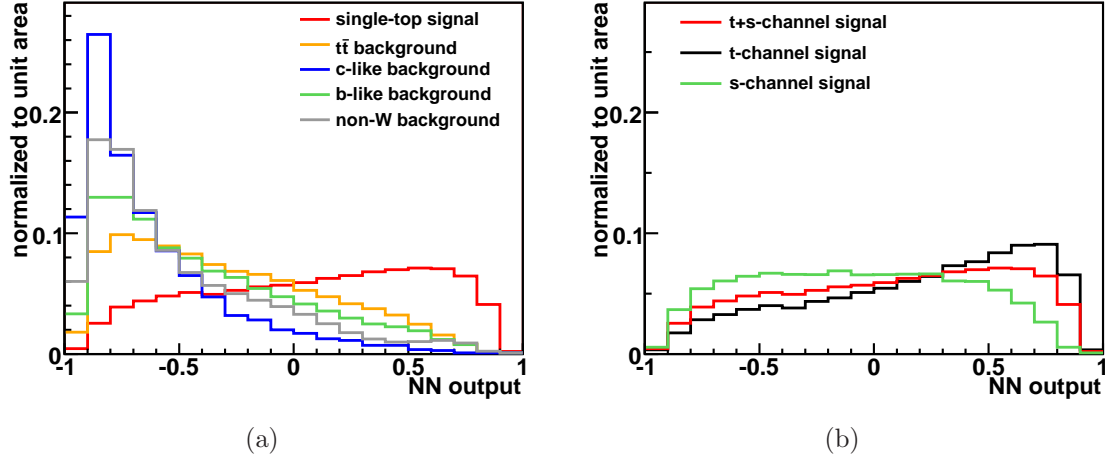 normalized to unit area
0.2
0.1
0
single-top signal
tt̄ background
c-like background
b-like background
non-W background
-1
-0.5
0
0.5
1
NN output
(a)
normalized to unit area
0.2
0.1
0
t+s-channel signal
t-channel signal
s-channel signal
-1
-0.5
0
0.5
1
NN output
(b)